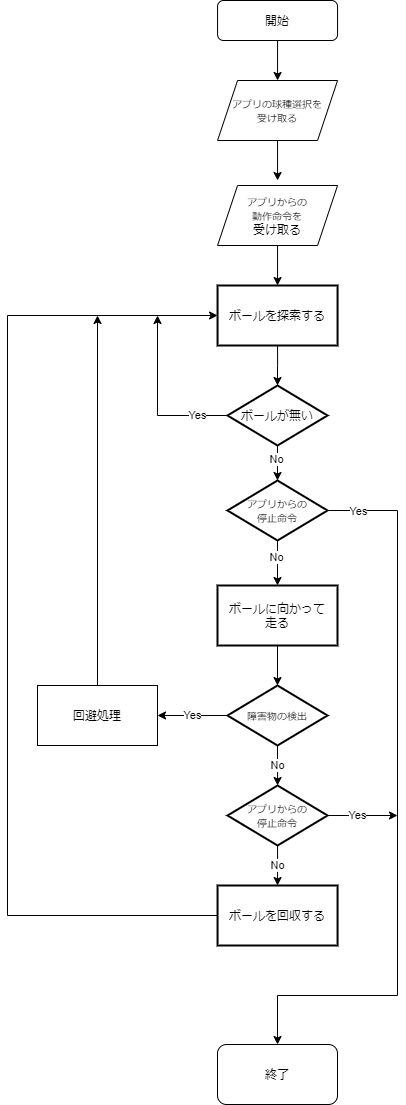 開始
アプリの球種選択を
受け取る
アプリからの
動作命令を
受け取る
ボールを探索する
ボールが無い
Yes
No
アプリからの
停止命令
Yes
No
ボールに向かって
走る
回避処理
Yes
障害物の検出
No
アプリからの
停止命令
Yes
No
ボールを回収する
終了